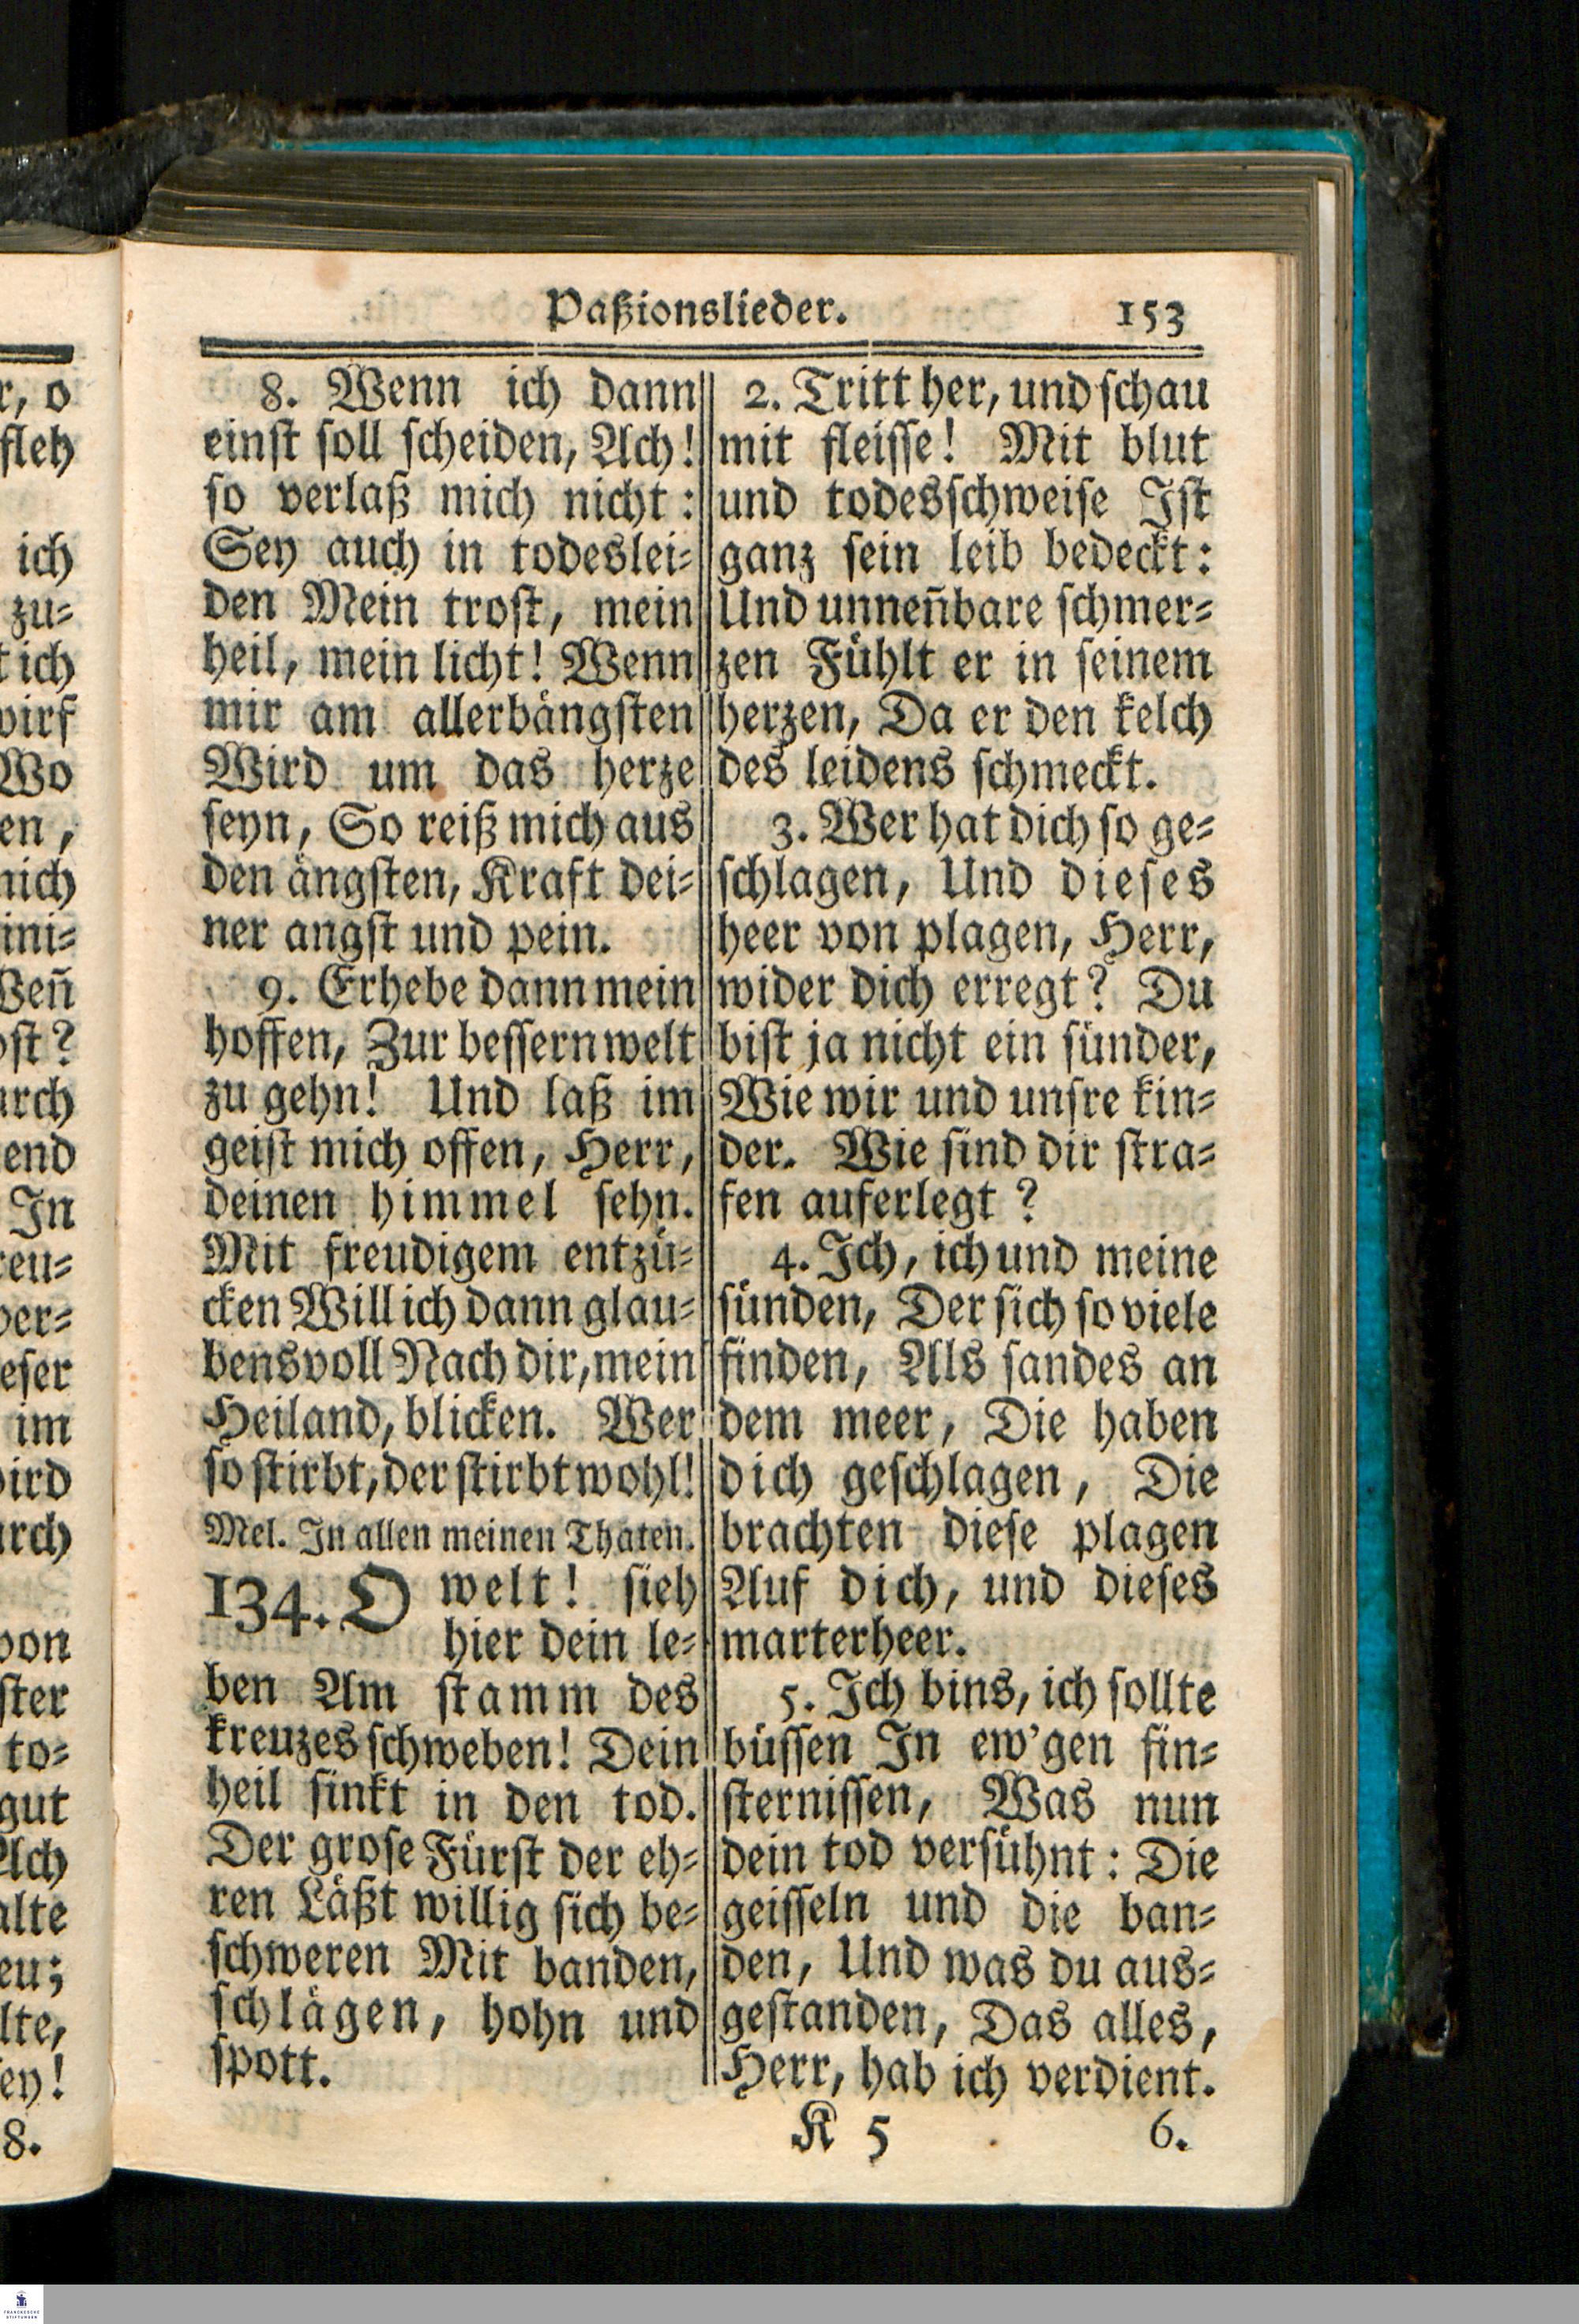 Paßionslieder. 153
8. Wenn ich dann
einst soll scheiden, Ach!
so verlaß mich nicht:
Sey auch in todeslei-
den Mein trost, mein
heil, mein licht! Wenn
mir am allerbängsten
Wird um das herze
seyn, So reiß mich aus
den ängsten, Kraft dei-
ner angst und pein.
9. Erhebe dann mein
hoffen, Zur bessern welt
zu gehn! Und laß im
geist mich offen, Herr,
deinen himmel sehn.
Mit freudigem entzü-
cken Will ich dann glau-
bensvoll Nach dir, mein
Heiland, blicken. Wer
so stirbt, der stirbt wohl!
Mel. In allen meinen Thaten.
134. O welt! sieh
hier dein le-
ben Am stamm des
kreuzes schweben! Dein
heil sinkt in den tod.
Der grose Fürst der eh-
ren Läßt willig sich be-
schweren Mit banden,
schlägen, hohn und
spott.
2. Tritt her, und schau
mit fleisse! Mit blut
und todesschweise Ist
ganz sein leib bedeckt:
Und unnen̄bare schmer-
zen Fühlt er in seinem
herzen, Da er den kelch
des leidens schmeckt.
3. Wer hat dich so ge-
schlagen, Und dieses
heer von plagen, Herr,
wider dich erregt? Du
bist ja nicht ein sünder,
Wie wir und unsre kin-
der. Wie sind dir stra-
fen auferlegt?
4. Ich, ich und meine
sünden, Der sich so viele
finden, Als sandes an
dem meer, Die haben
dich geschlagen, Die
brachten diese plagen
Auf dich, und dieses
marterheer.
5. Ich bins, ich sollte
büssen In ew'gen fin-
sternissen, Was nun
dein tod versühnt: Die
geisseln und die ban-
den, Und was du aus-
gestanden, Das alles,
Herr, hab ich verdient.
K 5 6.